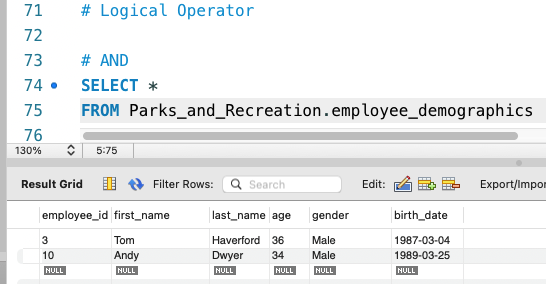 71 # Logical Operator
72
73 # AND
74 SELECT *
75 FROM Parks_and_Recreation.employee_demographics
76
130% 5:75
Result Grid Filter Rows: Search Edit: Export/Impor
employee_id first_name last_name age gender birth_date
3 Tom Haverford 36 Male 1987-03-04
10 Andy Dwyer 34 Male 1989-03-25
NULL NULL NULL NULL NULL NULL